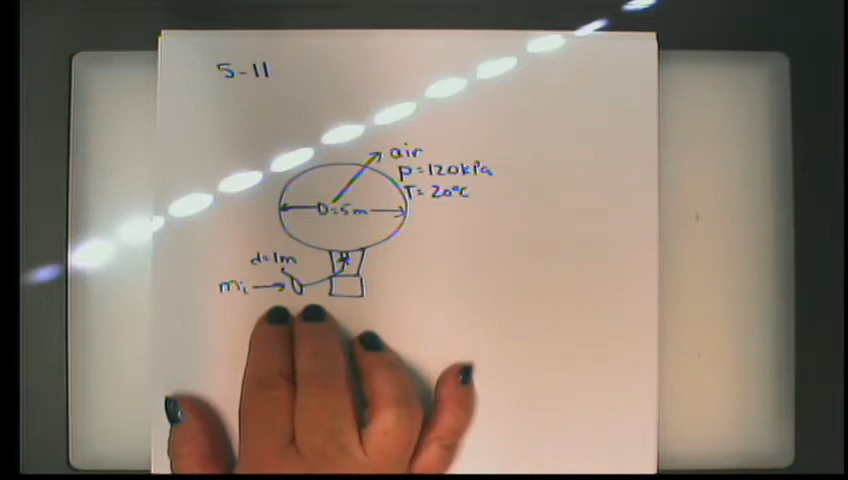 5-11
air
P=120kPa
T=20°C
D=5m
d=1m
mi